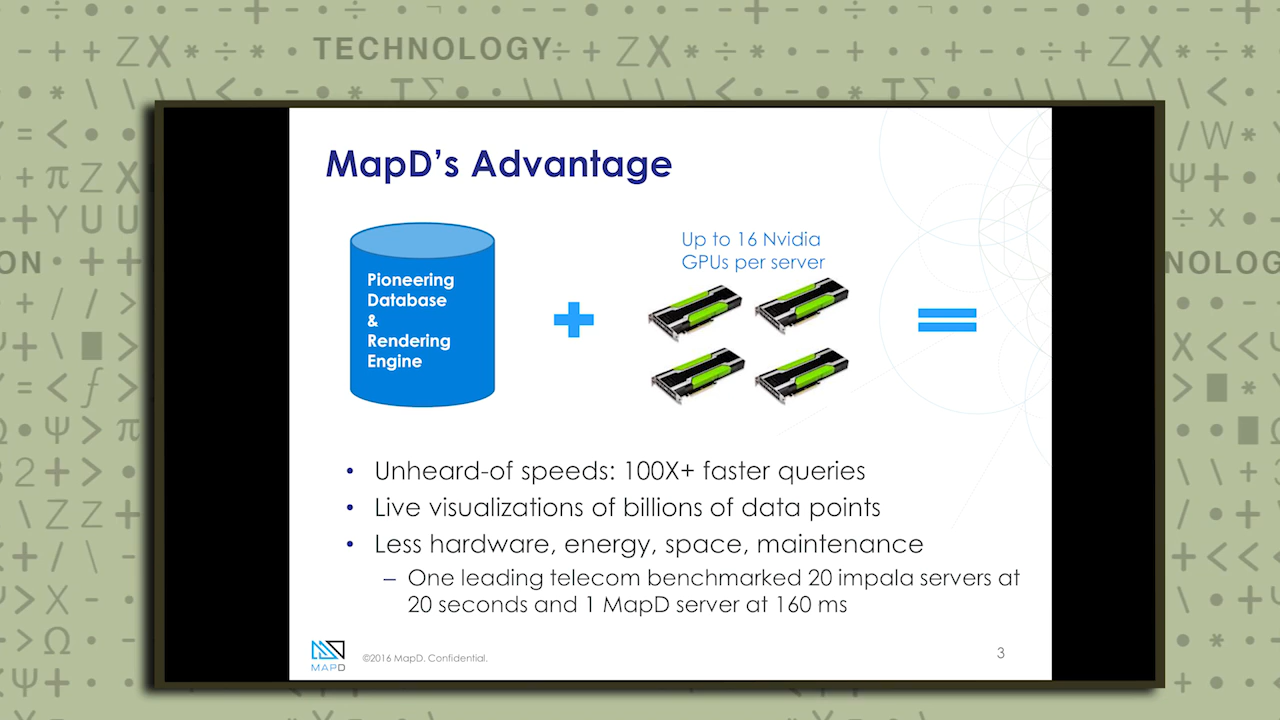 TECHNOLOGY
MapD's Advantage
Pioneering
Database
&
Rendering
Engine
Up to 16 Nvidia
GPUs per server
• Unheard-of speeds: 100X+ faster queries
• Live visualizations of billions of data points
• Less hardware, energy, space, maintenance
– One leading telecom benchmarked 20 impala servers at
20 seconds and 1 MapD server at 160 ms
MAPD
©2016 MapD. Confidential.
3